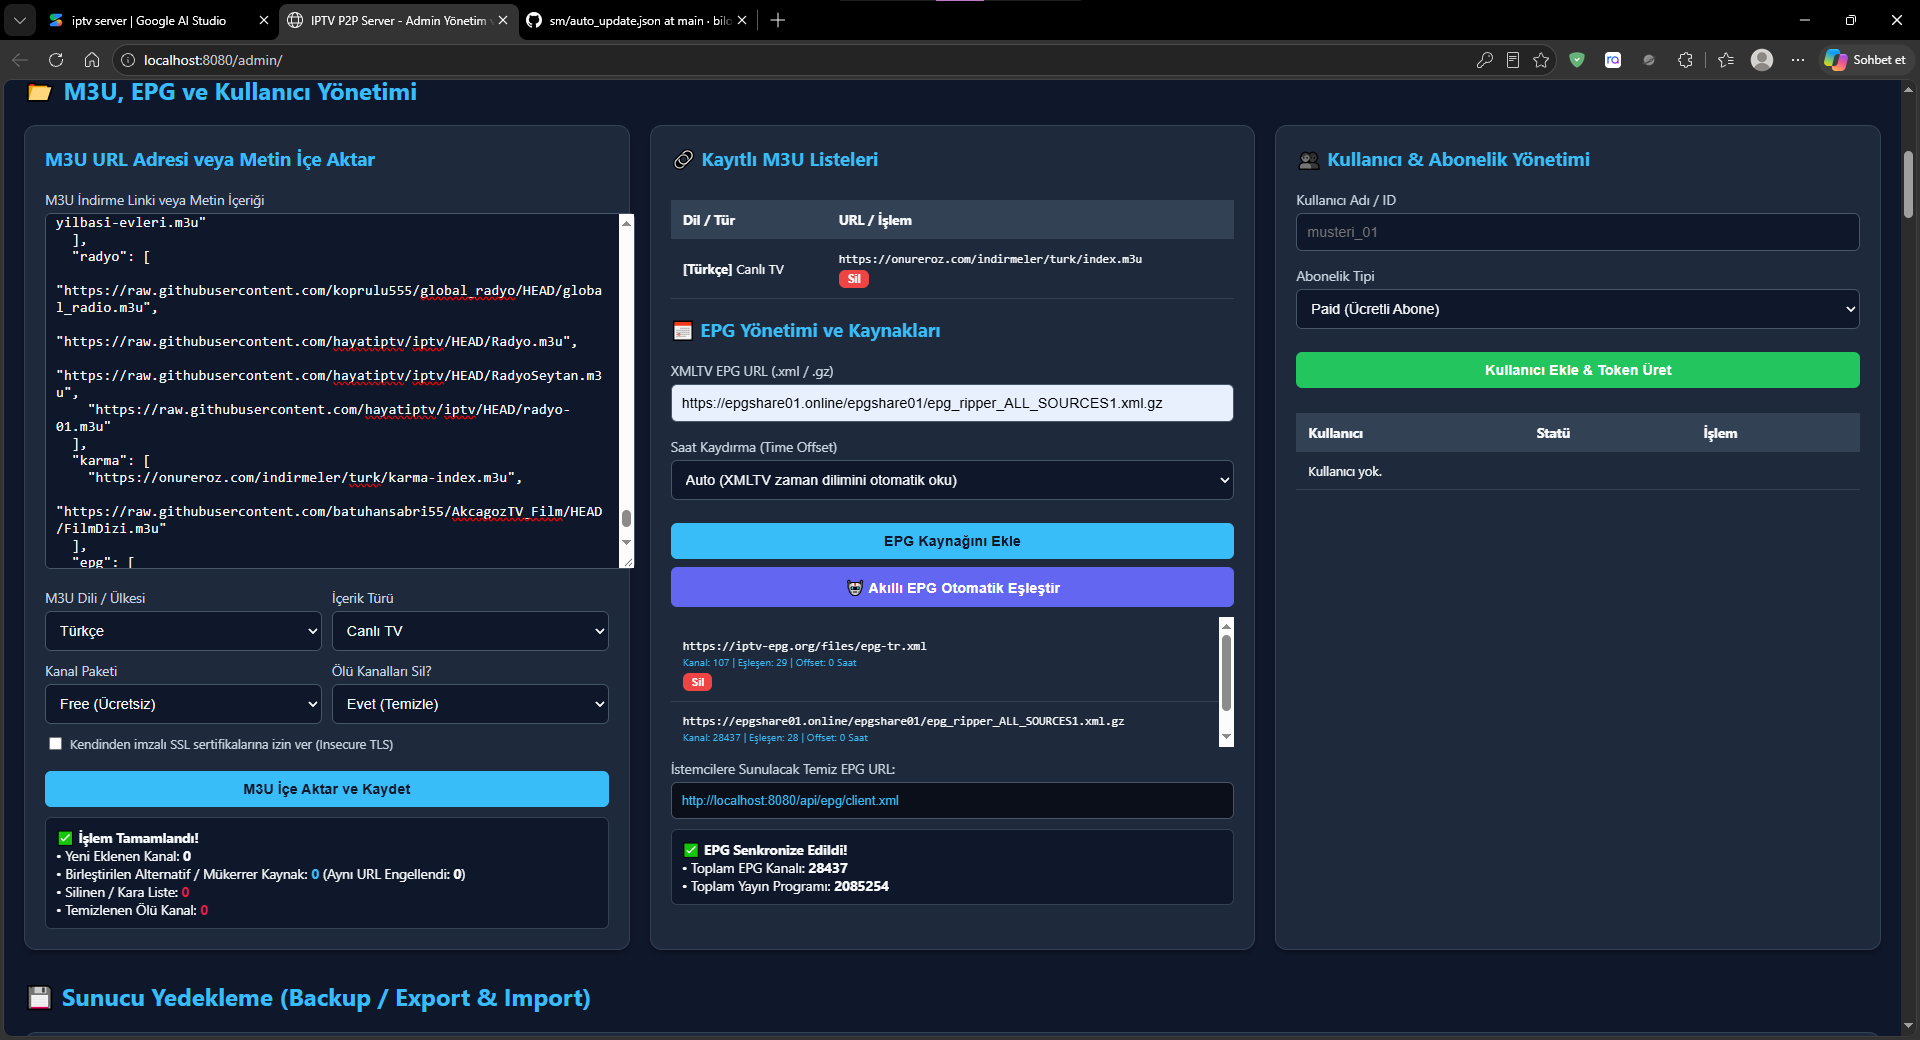 iptv server | Google AI Studio
IPTV P2P Server - Admin Yönetim
sm/auto_update.json at main · bilo
localhost:8080/admin/
Sohbet et
M3U, EPG ve Kullanıcı Yönetimi
M3U URL Adresi veya Metin İçe Aktar
M3U İndirme Linki veya Metin İçeriği
yilbasi-evleri.m3u"
],
"radyo": [
"https://raw.githubusercontent.com/koprulu555/global_radyo/HEAD/globa
l_radio.m3u",
"https://raw.githubusercontent.com/hayatiptv/iptv/HEAD/Radyo.m3u",
"https://raw.githubusercontent.com/hayatiptv/iptv/HEAD/RadyoSeytan.m3
u",
"https://raw.githubusercontent.com/hayatiptv/iptv/HEAD/radyo-
01.m3u"
],
"karma": [
"https://onureroz.com/indirmeler/turk/karma-index.m3u",
"https://raw.githubusercontent.com/batuhansabri55/AkcagozTV_Film/HEAD
/FilmDizi.m3u"
],
"epg": [
M3U Dili / Ülkesi
İçerik Türü
Türkçe
Canlı TV
Kanal Paketi
Ölü Kanalları Sil?
Free (Ücretsiz)
Evet (Temizle)
Kendinden imzalı SSL sertifikalarına izin ver (Insecure TLS)
M3U İçe Aktar ve Kaydet
✅ İşlem Tamamlandı!
• Yeni Eklenen Kanal: 0
• Birleştirilen Alternatif / Mükerrer Kaynak: 0 (Aynı URL Engellendi: 0)
• Silinen / Kara Liste: 0
• Temizlenen Ölü Kanal: 0
Kayıtlı M3U Listeleri
Dil / Tür
URL / İşlem
[Türkçe] Canlı TV
https://onureroz.com/indirmeler/turk/index.m3u
Sil
EPG Yönetimi ve Kaynakları
XMLTV EPG URL (.xml / .gz)
https://epgshare01.online/epgshare01/epg_ripper_ALL_SOURCES1.xml.gz
Saat Kaydırma (Time Offset)
Auto (XMLTV zaman dilimini otomatik oku)
EPG Kaynağını Ekle
Akıllı EPG Otomatik Eşleştir
https://iptv-epg.org/files/epg-tr.xml
Kanal: 107 | Eşleşen: 29 | Offset: 0 Saat
Sil
https://epgshare01.online/epgshare01/epg_ripper_ALL_SOURCES1.xml.gz
Kanal: 28437 | Eşleşen: 28 | Offset: 0 Saat
İstemcilere Sunulacak Temiz EPG URL:
http://localhost:8080/api/epg/client.xml
✅ EPG Senkronize Edildi!
• Toplam EPG Kanalı: 28437
• Toplam Yayın Programı: 2085254
Kullanıcı & Abonelik Yönetimi
Kullanıcı Adı / ID
musteri_01
Abonelik Tipi
Paid (Ücretli Abone)
Kullanıcı Ekle & Token Üret
Kullanıcı
Statü
İşlem
Kullanıcı yok.
Sunucu Yedekleme (Backup / Export & Import)